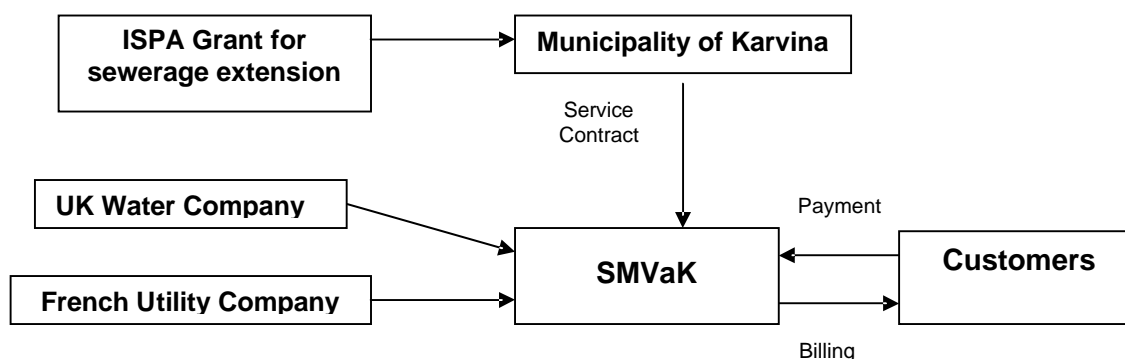 ISPA Grant for
sewerage extension
Municipality of Karvina
Service
Contract
UK Water Company
French Utility Company
SMVaK
Payment
Customers
Billing